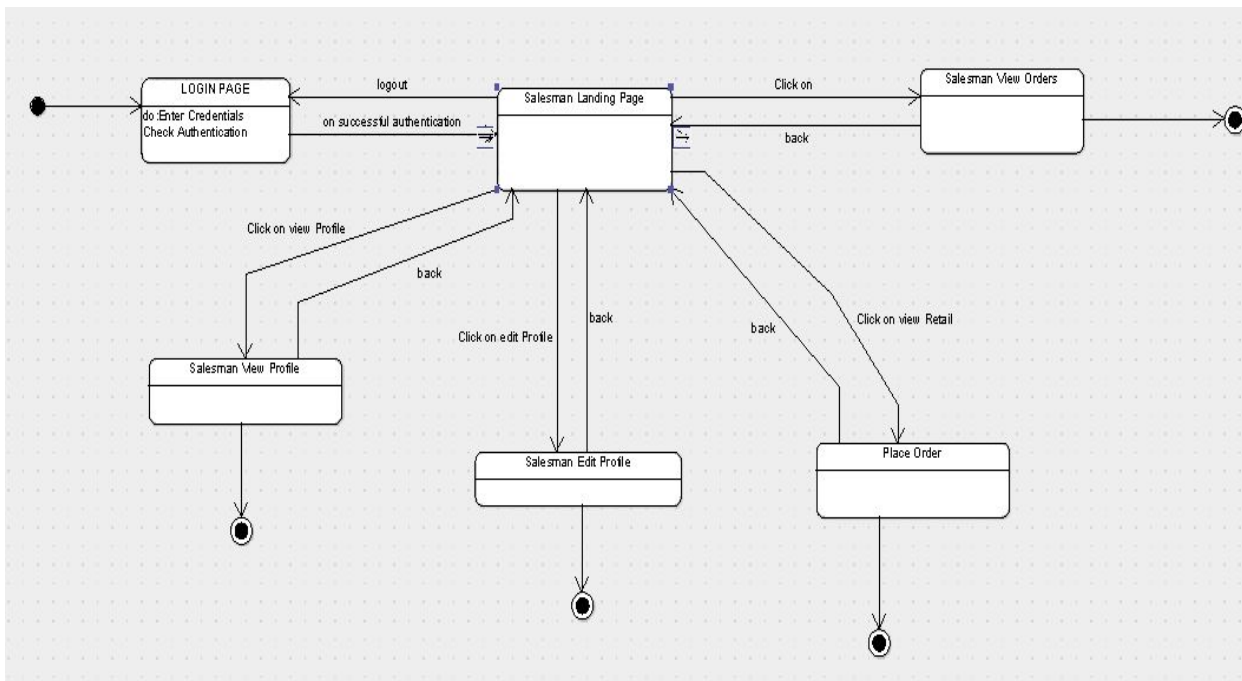 LOGIN PAGE
do :Enter Credentials
Check Authentication
logout
on successful authentication
Salesman Landing Page
Click on
back
Salesman View Orders
Click on view Profile
back
Click on edit Profile
back
back
Click on view Retail
Salesman View Profile
Salesman Edit Profile
Place Order